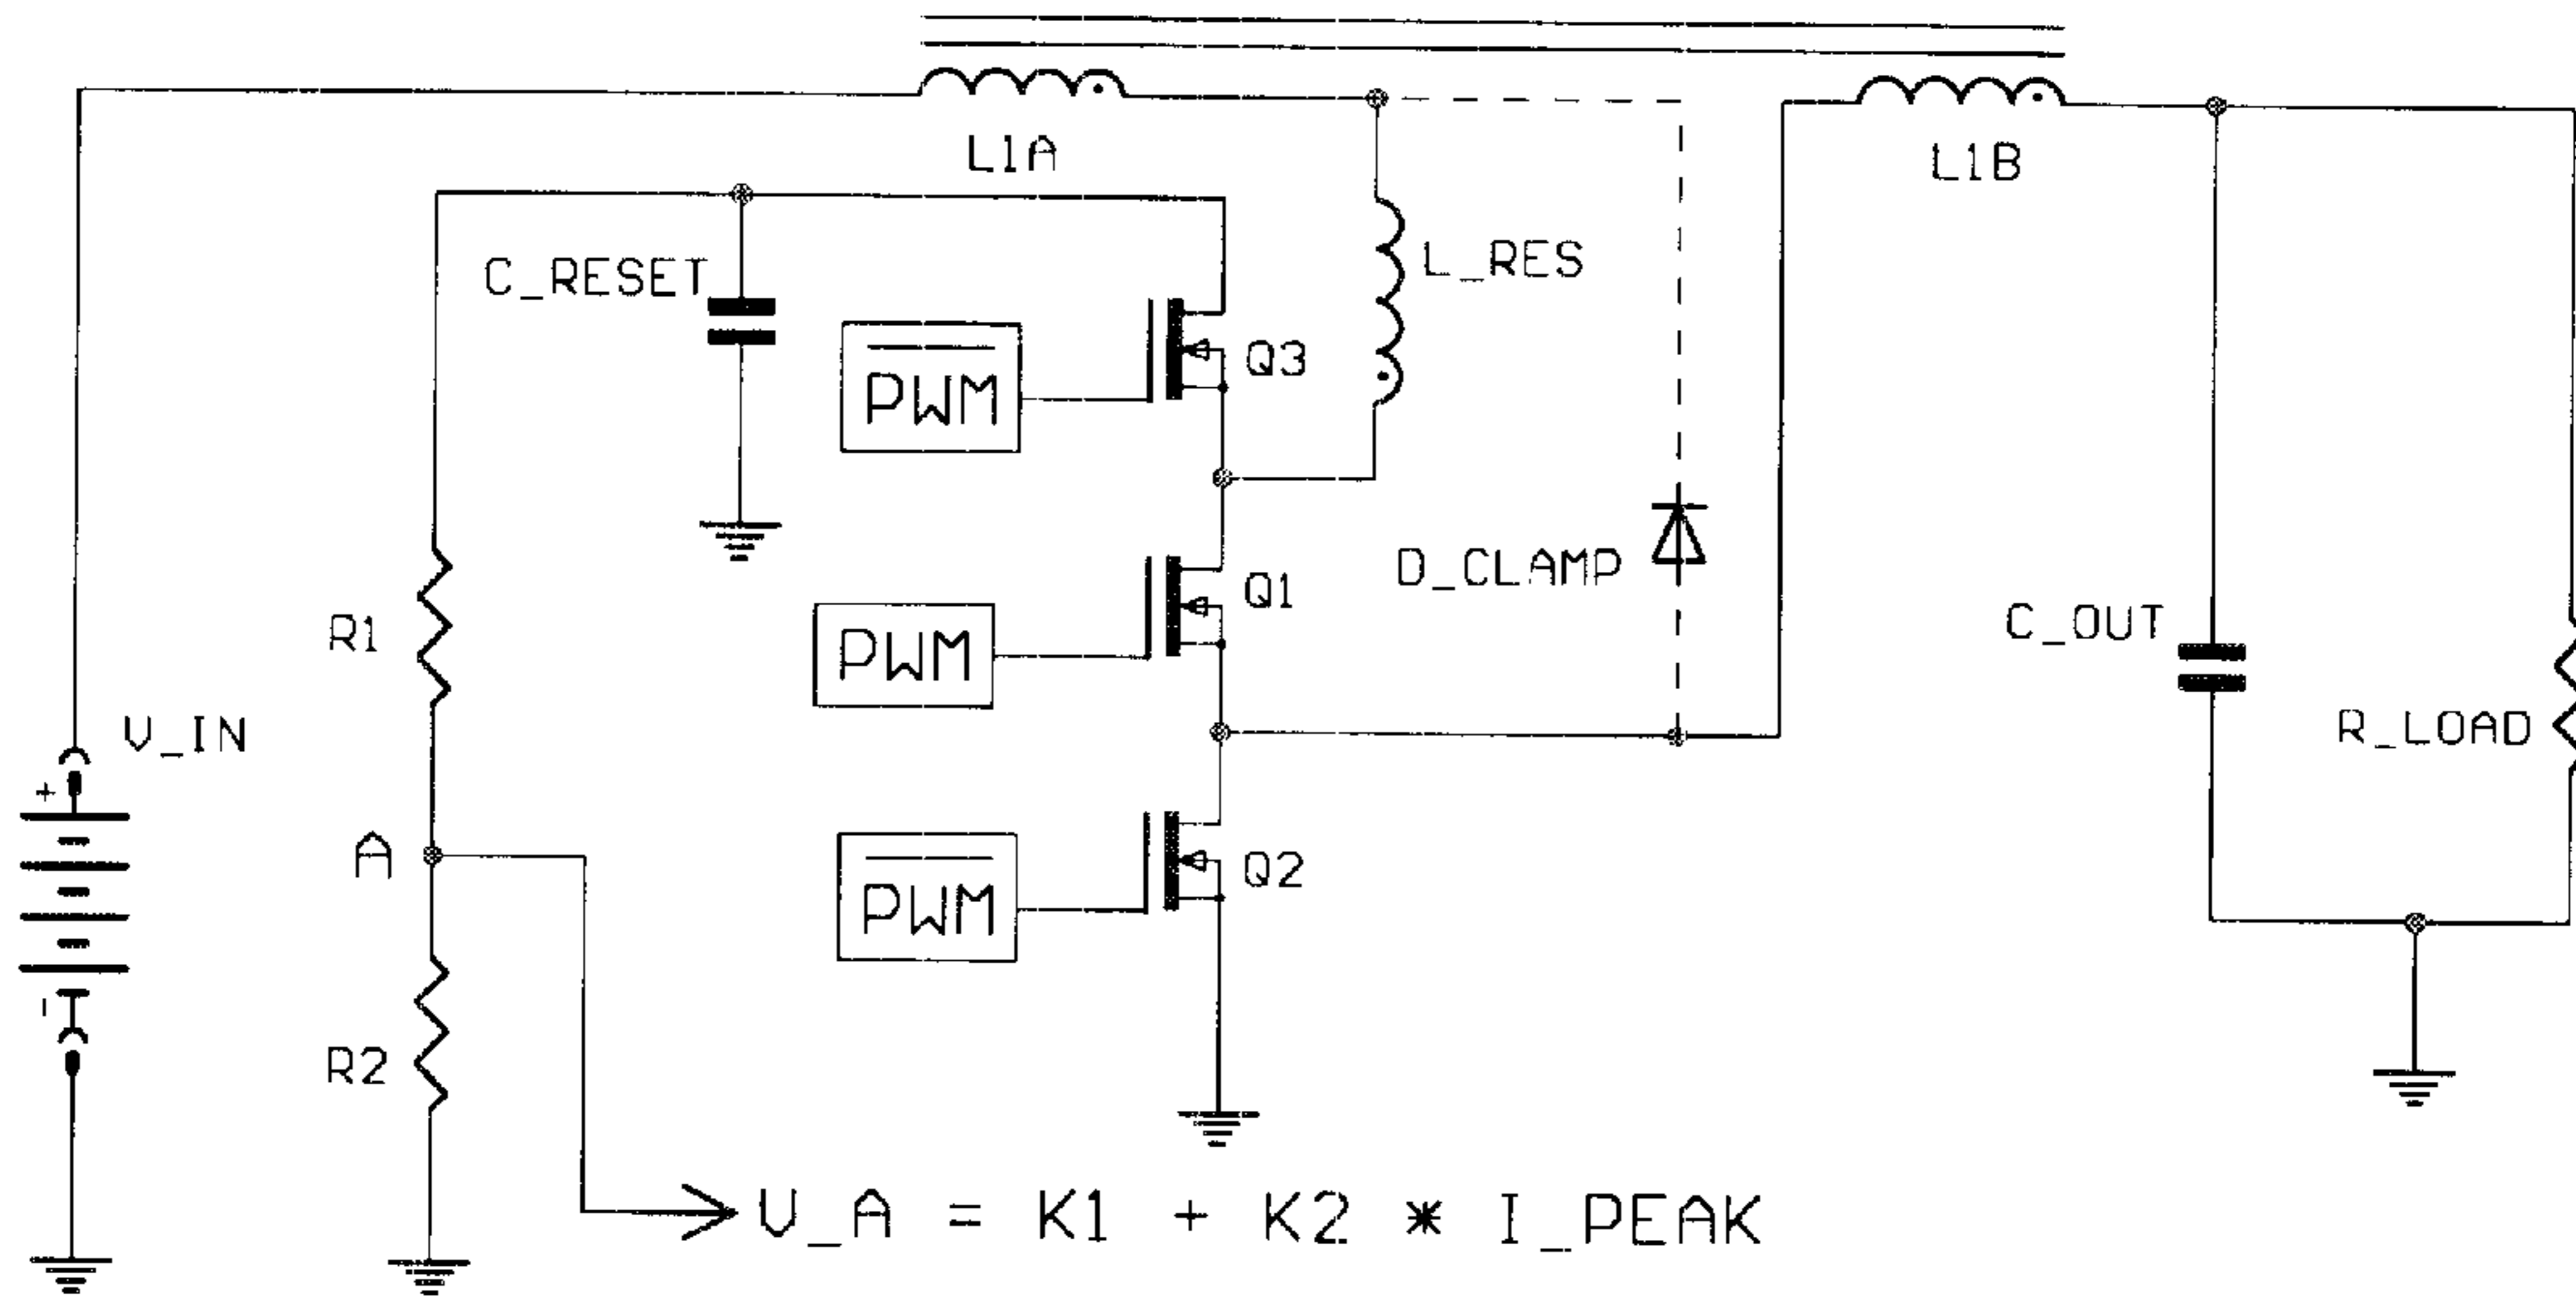 L1A
L1B
C_RESET
L_RES
PWM
Q3
D_CLAMP
Q1
C_OUT
R1
PWM
V_IN
R_LOAD
+
A
PWM
Q2
-
R2
V_A = K1 + K2 * I_PEAK